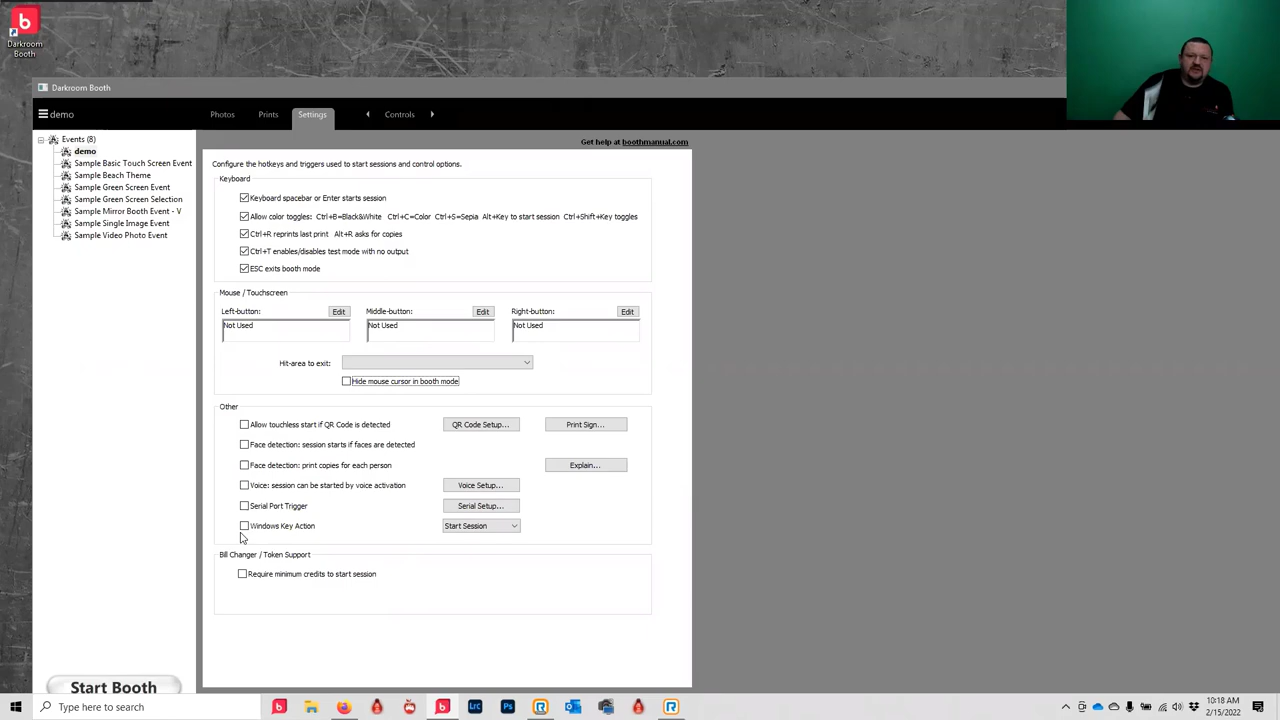 b
Darkroom
Booth
Darkroom Booth
demo
Photos
Prints
Settings
Controls
Events (8)
demo
Sample Basic Touch Screen Event
Sample Beach Theme
Sample Green Screen Event
Sample Green Screen Selection
Sample Mirror Booth Event - V
Sample Single Image Event
Sample Video Photo Event
Get help at boothmanual.com
Configure the hotkeys and triggers used to start sessions and control options.
Keyboard
Keyboard spacebar or Enter starts session
Allow color toggles: Ctrl+B=Black&White Ctrl+C=Color Ctrl+S=Sepia Alt+Key to start session Ctrl+Shift+Key toggles
Ctrl+R reprints last print Alt+R asks for copies
Ctrl+T enables/disables test mode with no output
ESC exits booth mode
Mouse / Touchscreen
Left-button: Edit Middle-button: Edit Right-button: Edit
Not Used Not Used Not Used
Hit-area to exit:
Hide mouse cursor in booth mode
Other
Allow touchless start if QR Code is detected QR Code Setup... Print Sign...
Face detection: session starts if faces are detected
Face detection: print copies for each person Explain...
Voice: session can be started by voice activation Voice Setup...
Serial Port Trigger Serial Setup...
Windows Key Action Start Session
Bill Changer / Token Support
Require minimum credits to start session
Start Booth
Type here to search
b
b
Lrc
Ps
10:18 AM
2/15/2022